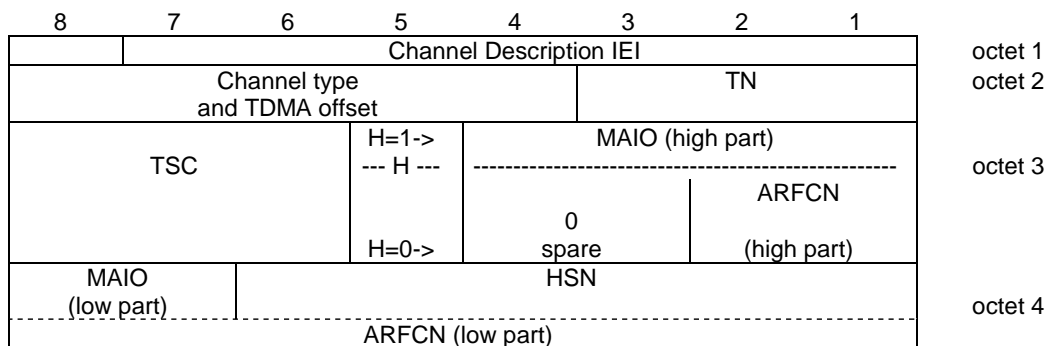 8 7 6 5 4 3 2 1
Channel Description IEI octet 1
Channel type TN octet 2
and TDMA offset
H=1-> MAIO (high part)
TSC --- H --- ----------------------------------------------------- octet 3
ARFCN
0
H=0-> spare (high part)
MAIO HSN
(low part) octet 4
ARFCN (low part)